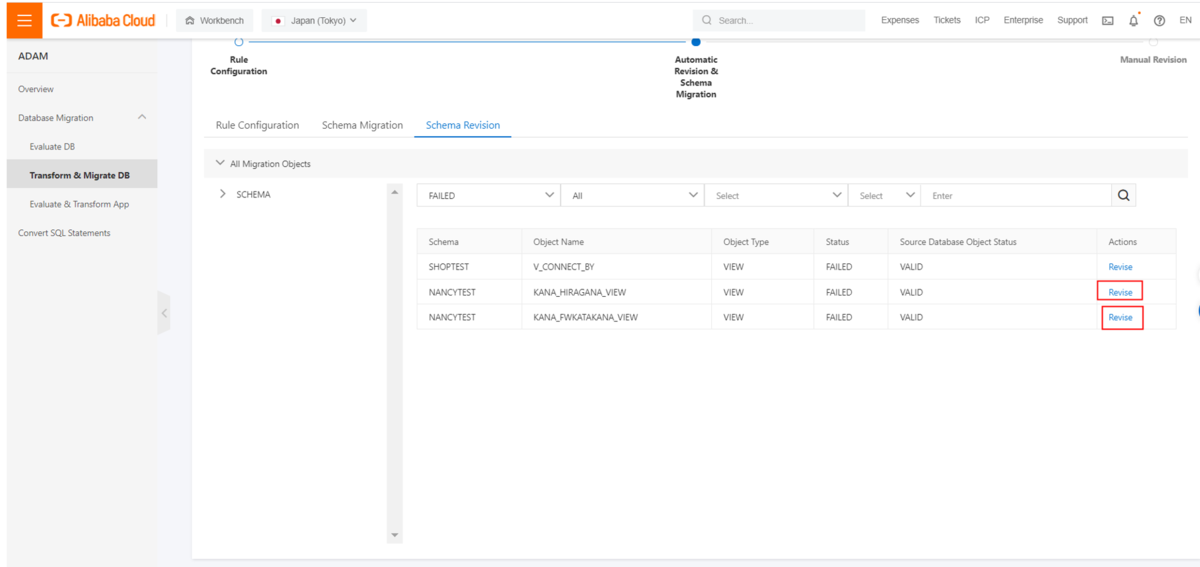 Alibaba Cloud Workbench Japan (Tokyo) Search... Expenses Tickets ICP Enterprise Support EN
ADAM
Overview
Database Migration
Evaluate DB
Transform & Migrate DB
Evaluate & Transform App
Convert SQL Statements
Rule
Configuration
Automatic
Revision &
Schema
Migration
Manual Revision
Rule Configuration Schema Migration Schema Revision
All Migration Objects
SCHEMA
FAILED All Select Select Enter
Schema Object Name Object Type Status Source Database Object Status Actions
SHOPTEST V_CONNECT_BY VIEW FAILED VALID Revise
NANCYTEST KANA_HIRAGANA_VIEW VIEW FAILED VALID Revise
NANCYTEST KANA_FWKATAKANA_VIEW VIEW FAILED VALID Revise